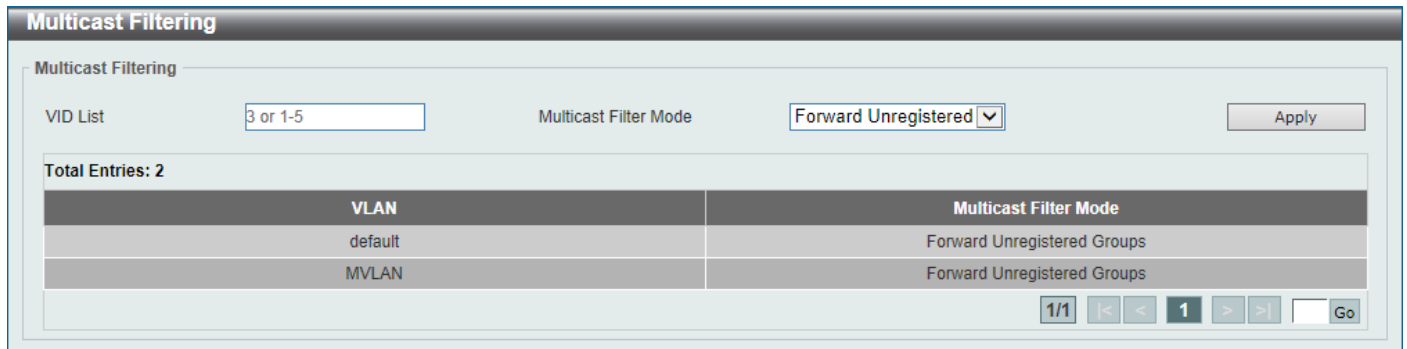 Multicast Filtering
Multicast Filtering
VID List 3 or 1-5 Multicast Filter Mode Forward Unregistered Apply
Total Entries: 2
VLAN Multicast Filter Mode
default Forward Unregistered Groups
MVLAN Forward Unregistered Groups
1/1 |< < 1 > >| Go